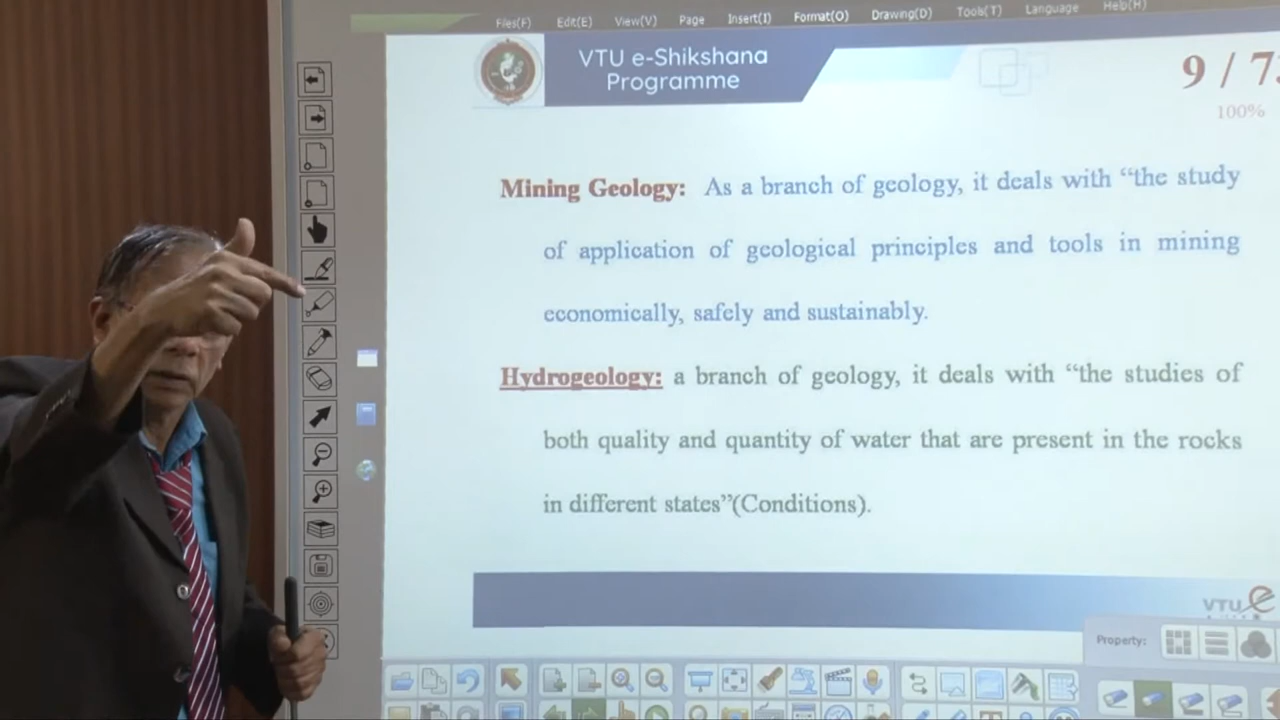 Files(F) Edit(E) View(V) Page Insert(I) Format(O) Drawing(D) Tools(T) Language Help(H)
VTU e-Shikshana
Programme
9 / 7
100%
Mining Geology: As a branch of geology, it deals with “the study
of application of geological principles and tools in mining
economically, safely and sustainably.
Hydrogeology: a branch of geology, it deals with “the studies of
both quality and quantity of water that are present in the rocks
in different states”(Conditions).
VTU e
Property: